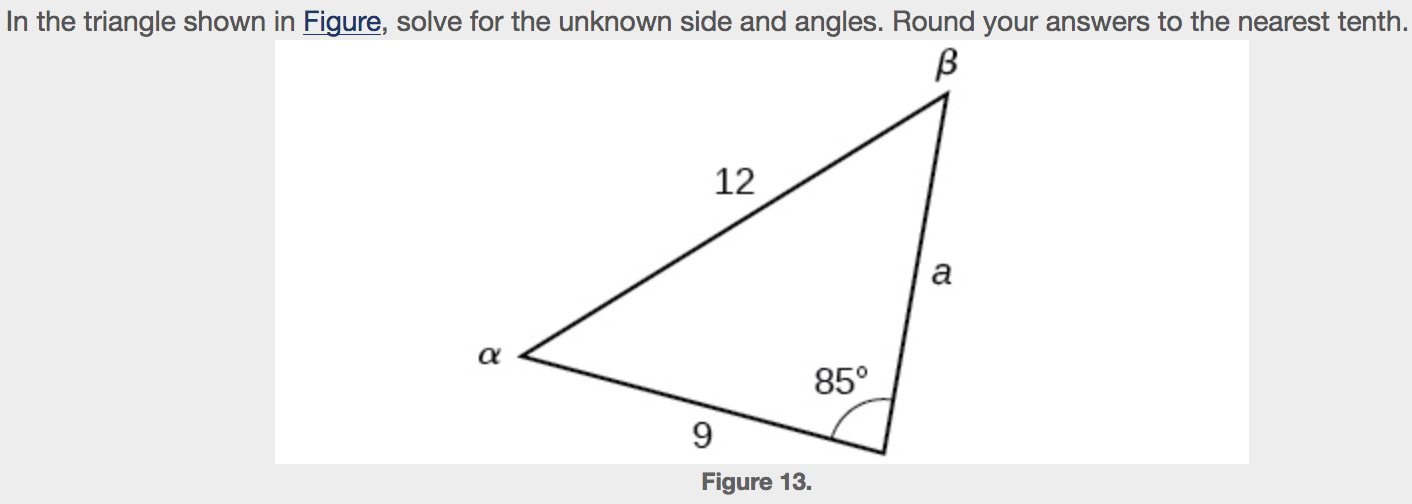 In the triangle shown in Figure, solve for the unknown side and angles. Round your answers to the nearest tenth.
β
12
a
α
85°
9
Figure 13.